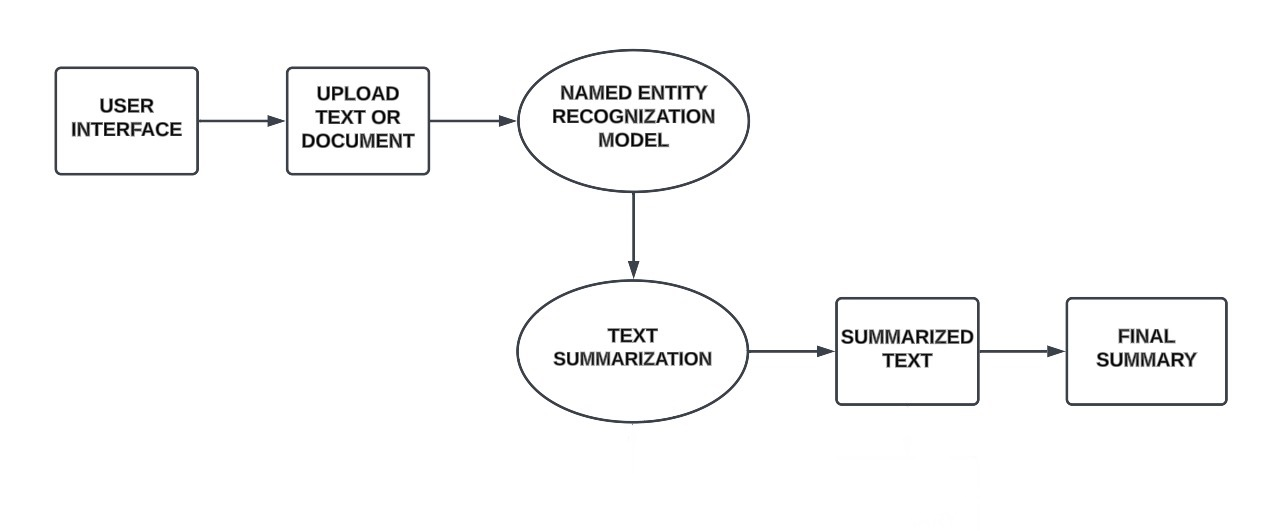 USER
INTERFACE
UPLOAD
TEXT OR
DOCUMENT
NAMED ENTITY
RECOGNIZATION
MODEL
TEXT
SUMMARIZATION
SUMMARIZED
TEXT
FINAL
SUMMARY